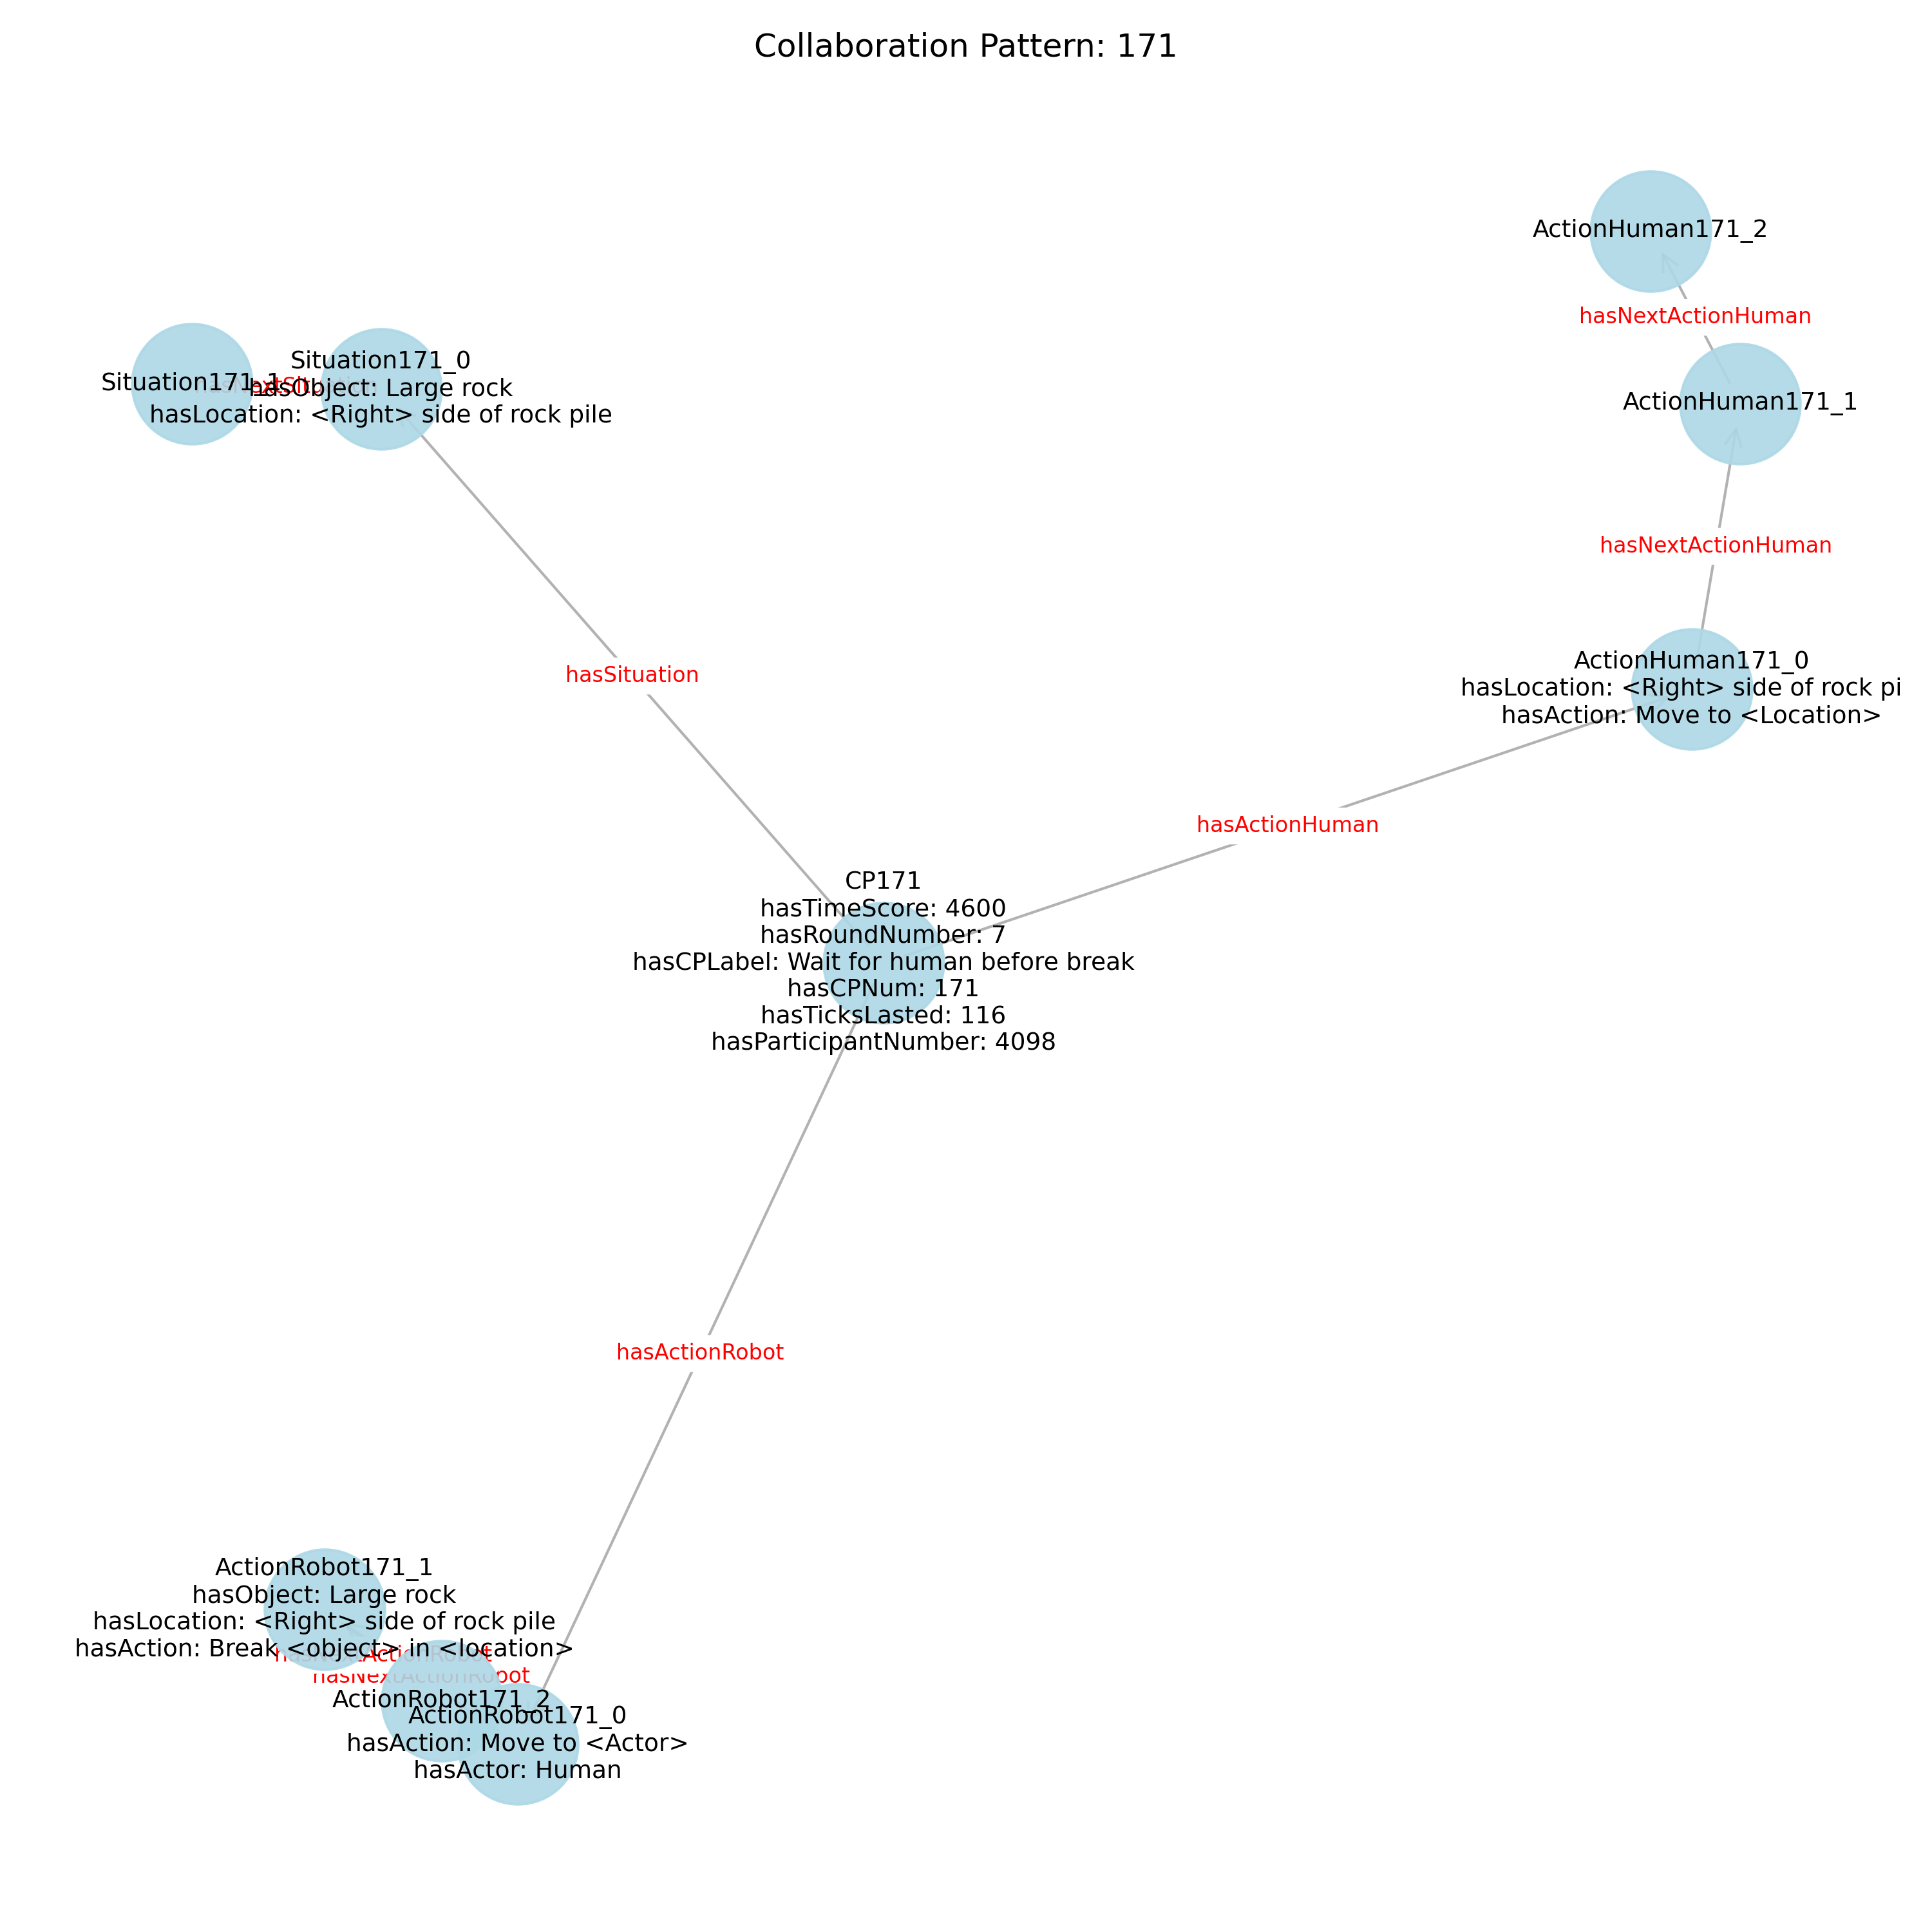 Collaboration Pattern: 171
ActionHuman171_2
hasNextActionHuman
Situation171_1
Situation171_0
hasObject: Large rock
hasLocation: <Right> side of rock pile
ActionHuman171_1
hasNextActionHuman
ActionHuman171_0
hasLocation: <Right> side of rock pi
hasAction: Move to <Location>
hasSituation
hasActionHuman
CP171
hasTimeScore: 4600
hasRoundNumber: 7
hasCPLabel: Wait for human before break
hasCPNum: 171
hasTicksLasted: 116
hasParticipantNumber: 4098
hasActionRobot
ActionRobot171_1
hasObject: Large rock
hasLocation: <Right> side of rock pile
hasAction: Break <object> in <location>
hasNextActionRobot
hasNextActionRobot
ActionRobot171_2
ActionRobot171_0
hasAction: Move to <Actor>
hasActor: Human